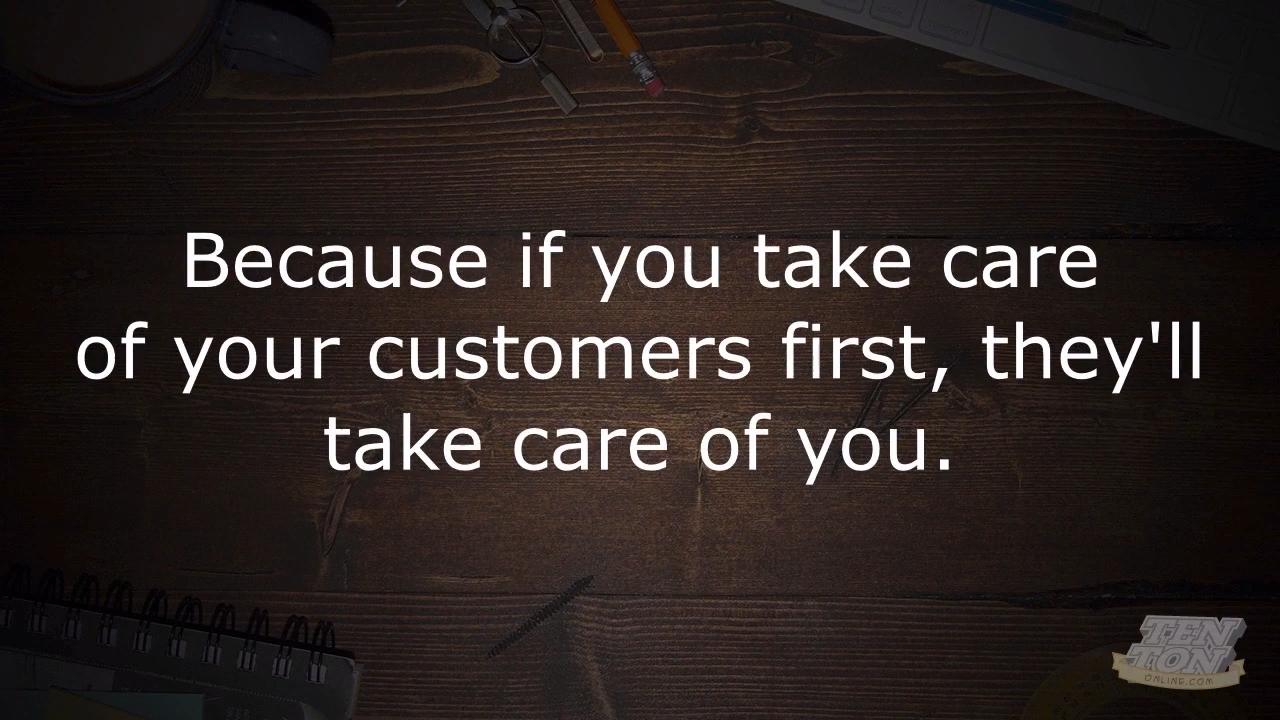 Because if you take care
of your customers first, they'll
take care of you.
TEN
TON
ONLINE.COM